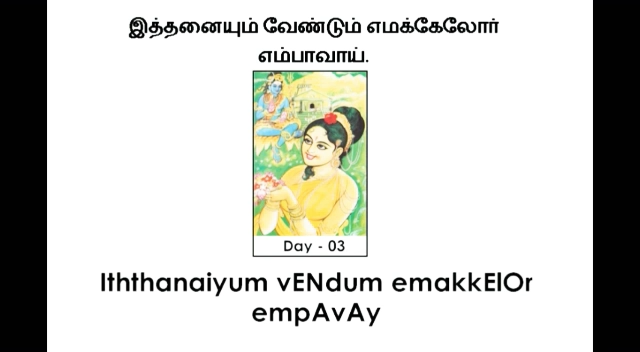 இத்தனையும் வேண்டும் எமக்கேலோர்
எம்பாவாய்.
Day - 03
Iththanaiyum vENdum emakkElOr
empAvAy